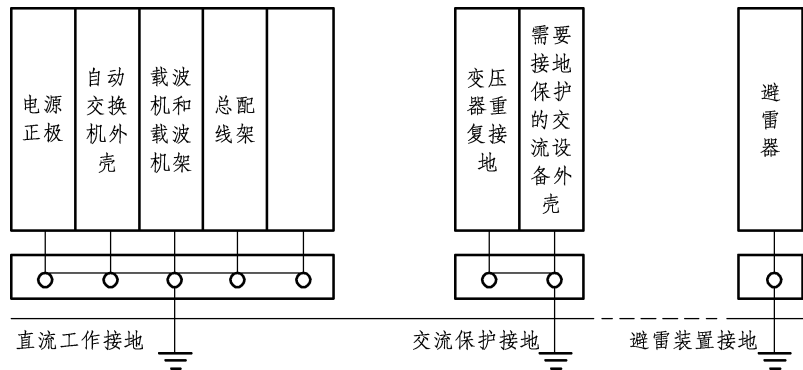 电源
正极
自动
交换
机外
壳
载波
机和
载波
机架
总配
线架
变压
器重
复接
地
需要
接地
保护
的交
流设
备外
壳
避
雷
器
直流工作接地
交流保护接地
避雷装置接地